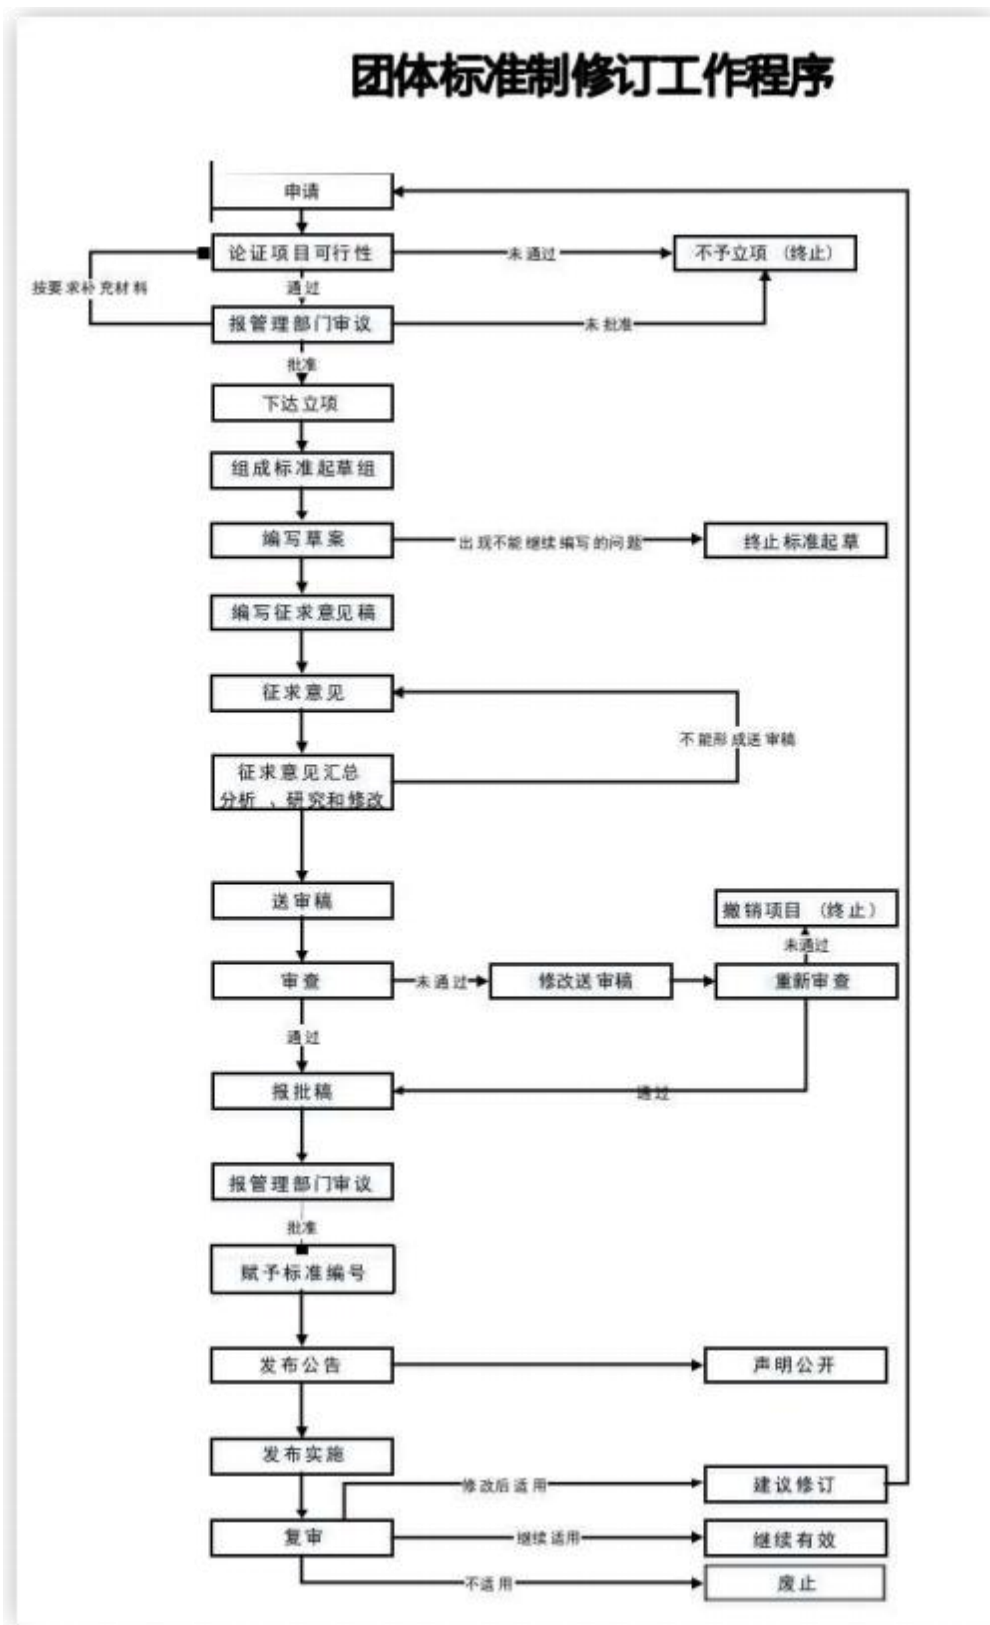 团体标准制修订工作程序
申请
论证项目可行性
未通过
不予立项 (终止)
按要求补充材料
通过
报管理部门审议
未批准
批准
下达立项
组成标准起草组
编写草案
出现不能继续编写的问题
终止标准起草
编写征求意见稿
征求意见
不能形成送审稿
征求意见汇总
分析 、研究和修改
送审稿
撤销项目 (终止)
未通过
审查
未通过
修改送审稿
重新审查
通过
报批稿
通过
报管理部门审议
批准
赋予标准编号
发布公告
声明公开
发布实施
修改后适用
建议修订
复审
继续适用
继续有效
不适用
废止